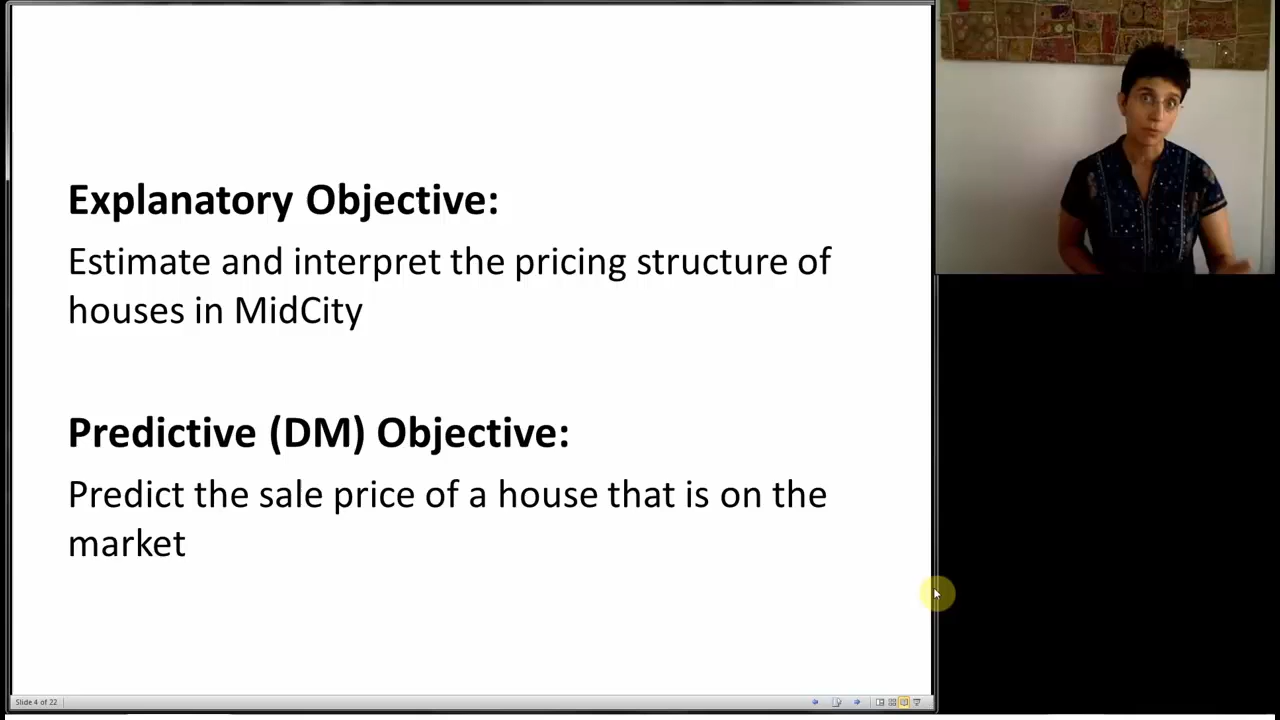 Explanatory Objective:
Estimate and interpret the pricing structure of
houses in MidCity
Predictive (DM) Objective:
Predict the sale price of a house that is on the
market
Slide 4 of 22